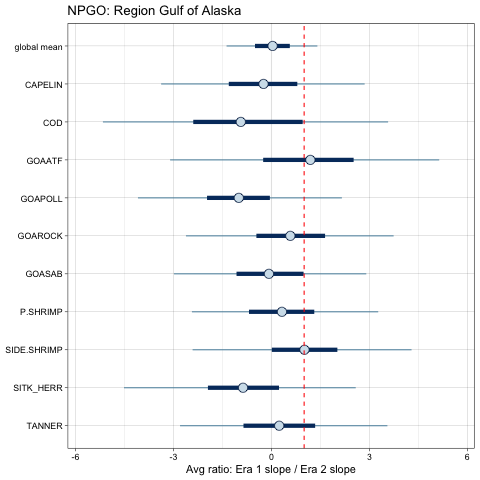 NPGO: Region Gulf of Alaska
global mean
CAPELIN
COD
GOAATF
GOAPOLL
GOAROCK
GOASAB
P.SHRIMP
SIDE.SHRIMP
SITK_HERR
TANNER
-6 -3 0 3 6
Avg ratio: Era 1 slope / Era 2 slope